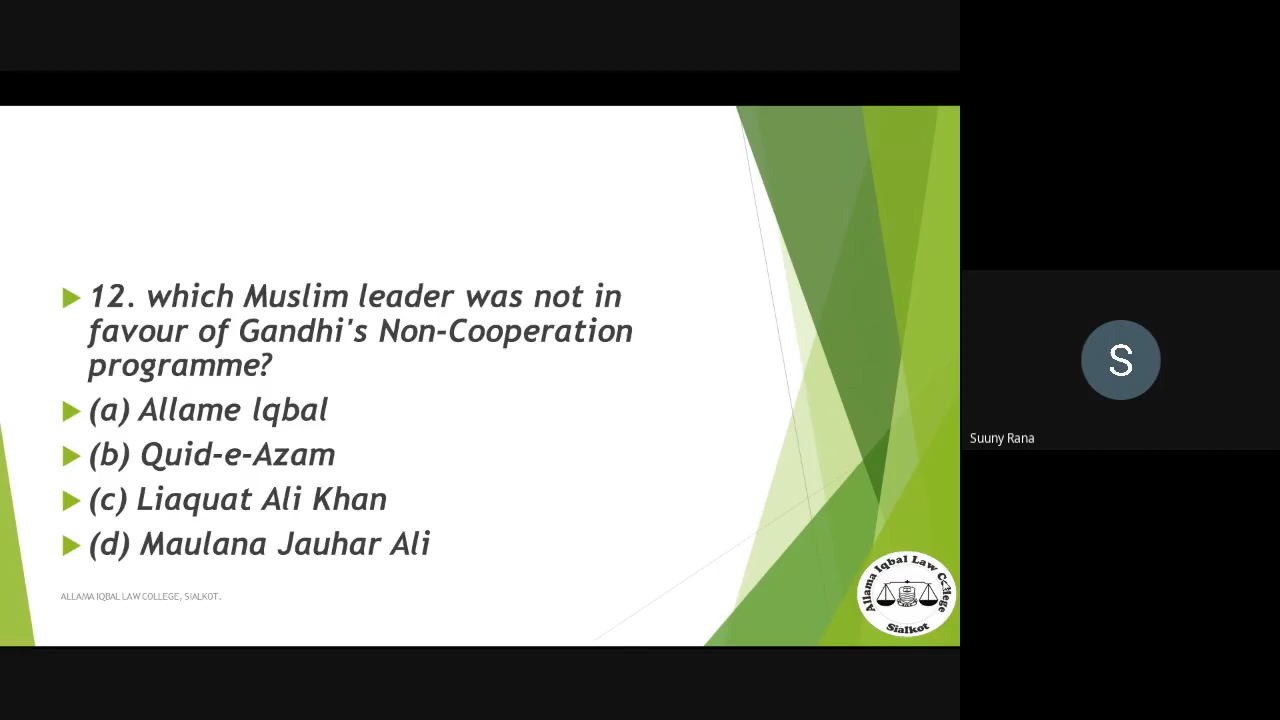 12. which Muslim leader was not in
favour of Gandhi's Non-Cooperation
programme?
(a) Allame lqbal
(b) Quid-e-Azam
(c) Liaquat Ali Khan
(d) Maulana Jauhar Ali
ALLAMA IQBAL LAW COLLEGE, SIALKOT.
Allama Iqbal Law College
Sialkot
S
Suuny Rana